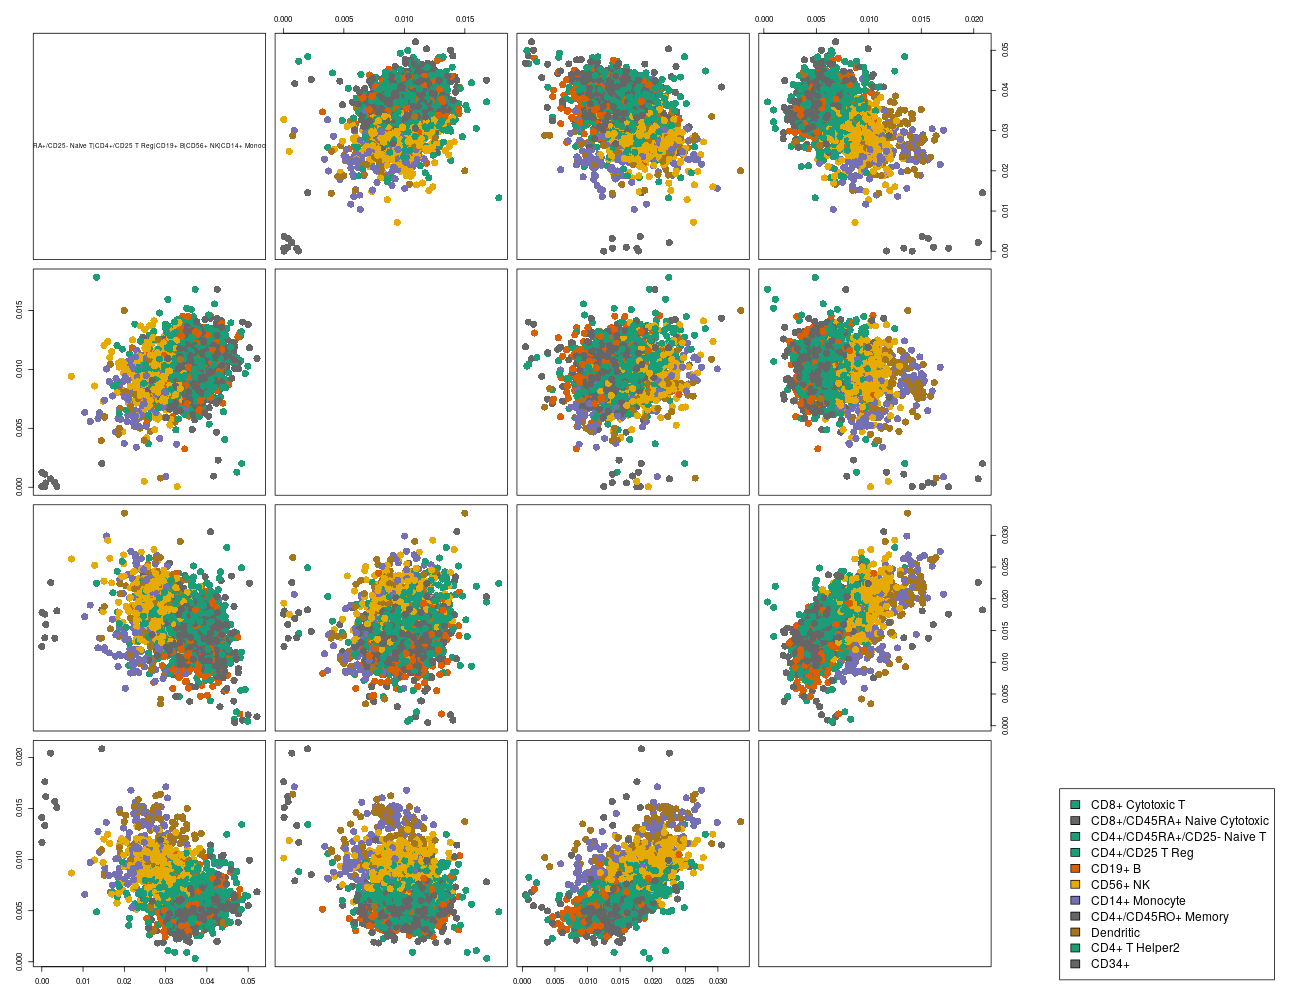 0.000 0.005 0.010 0.015
0.000 0.005 0.010 0.015 0.020
RA+/CD25- Naive T|CD4+/CD25 T Reg|CD19+ B|CD56+ NK|CD14+ Monoc
0.00 0.01 0.02 0.03 0.04 0.05
0.000 0.005 0.010 0.015
0.000 0.005 0.010 0.015 0.020 0.025 0.030
0.000 0.005 0.010 0.015 0.020
0.00 0.01 0.02 0.03 0.04 0.05
0.000 0.005 0.010 0.015 0.020 0.025 0.030
CD8+ Cytotoxic T
CD8+/CD45RA+ Naive Cytotoxic
CD4+/CD45RA+/CD25- Naive T
CD4+/CD25 T Reg
CD19+ B
CD56+ NK
CD14+ Monocyte
CD4+/CD45RO+ Memory
Dendritic
CD4+ T Helper2
CD34+